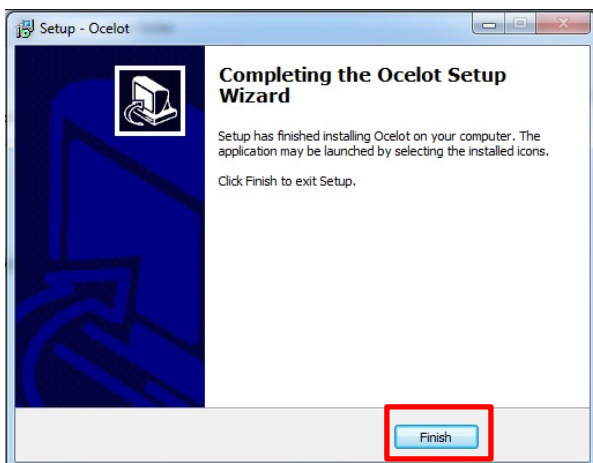 Setup - Ocelot
Completing the Ocelot Setup
Wizard
Setup has finished installing Ocelot on your computer. The
application may be launched by selecting the installed icons.
Click Finish to exit Setup.
Finish